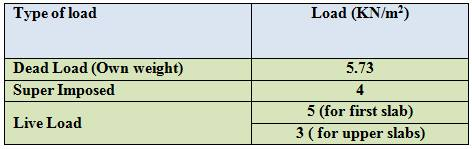 Type of load Load (KN/m²)
Dead Load (Own weight) 5.73
Super Imposed 4
Live Load 5 (for first slab)
3 ( for upper slabs)